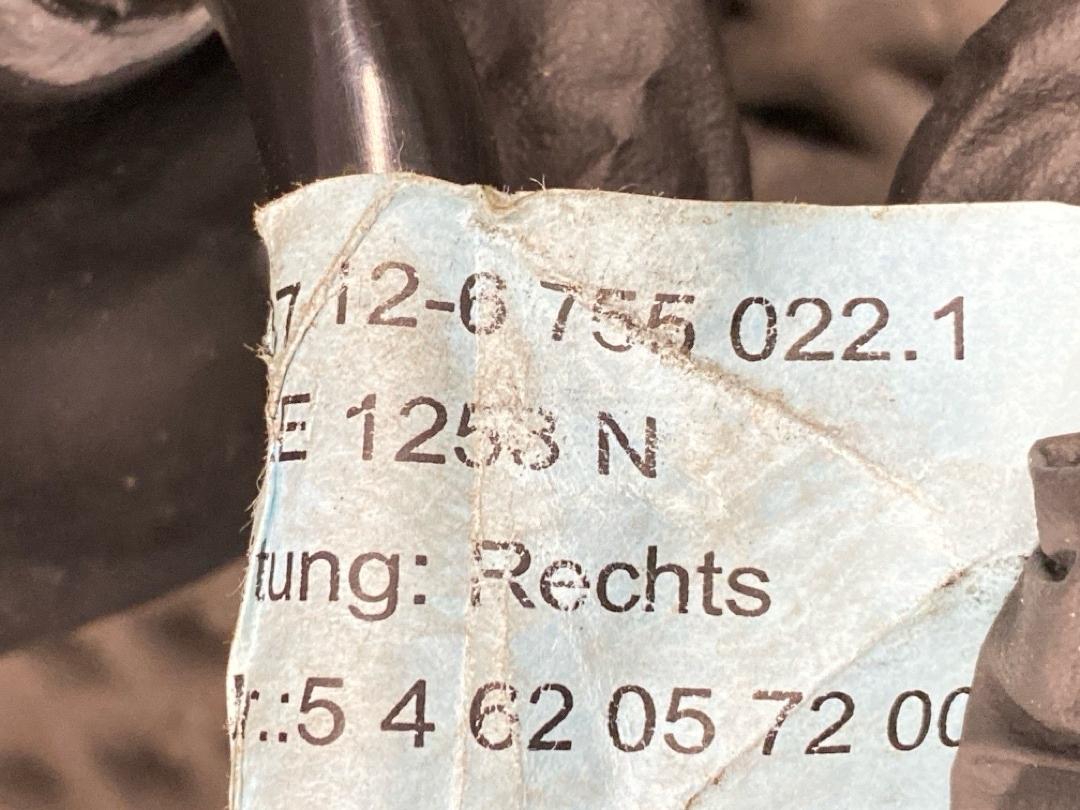 12-6 755 022.1
E 1253 N
tung: Rechts
r.:5 4 62 05 72 00